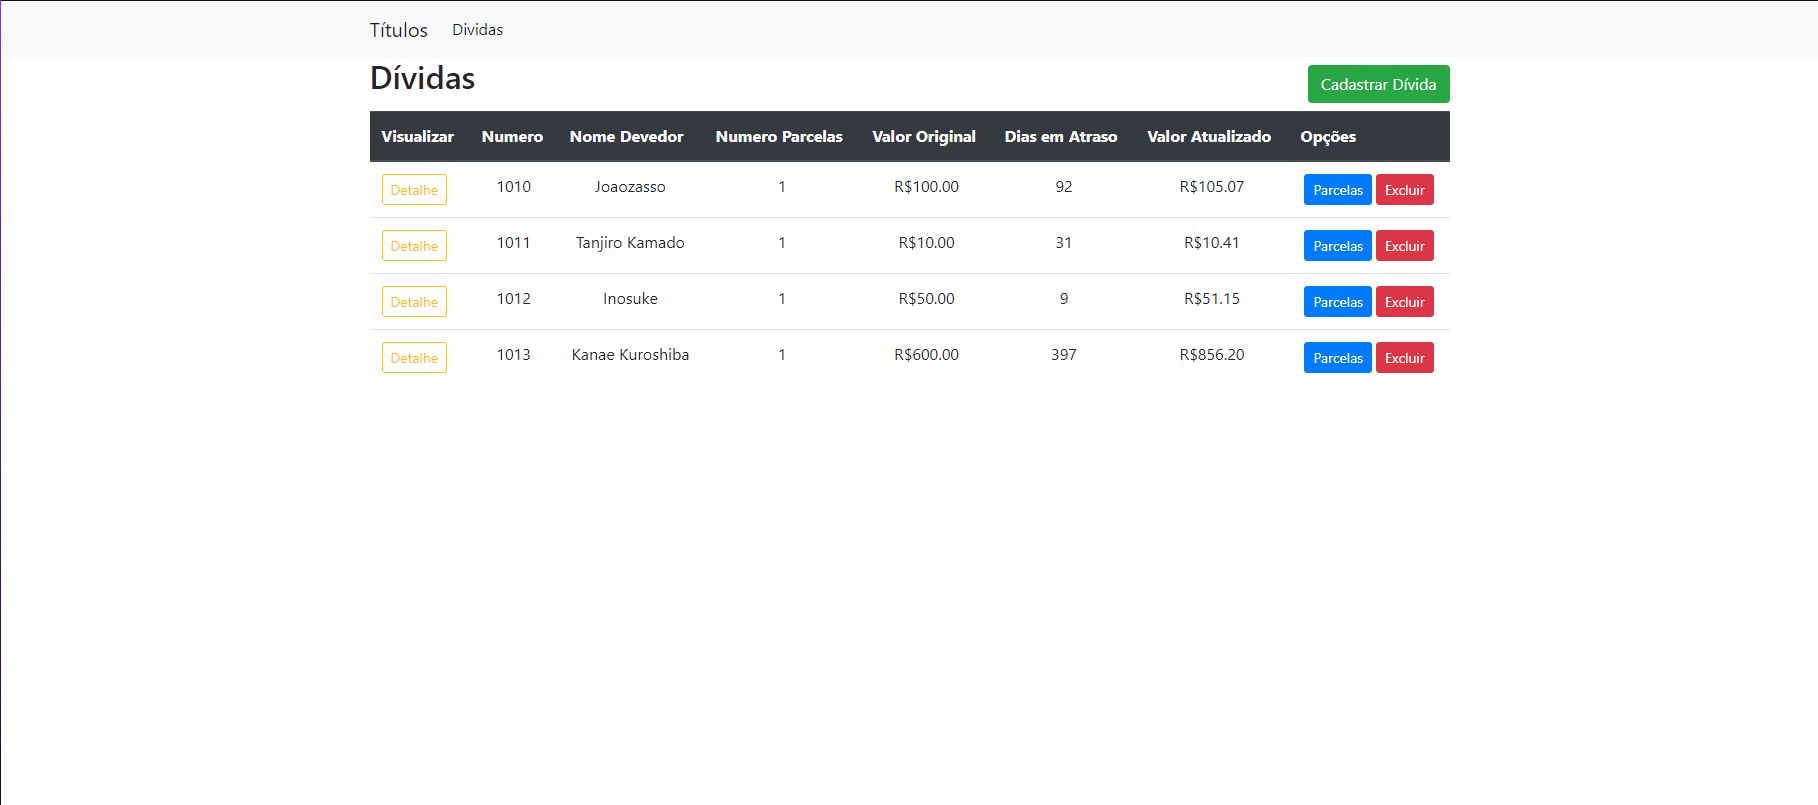 Títulos Dividas
Dívidas Cadastrar Dívida
Visualizar Numero Nome Devedor Numero Parcelas Valor Original Dias em Atraso Valor Atualizado Opções
Detalhe 1010 Joaozasso 1 R$100.00 92 R$105.07 Parcelas Excluir
Detalhe 1011 Tanjiro Kamado 1 R$10.00 31 R$10.41 Parcelas Excluir
Detalhe 1012 Inosuke 1 R$50.00 9 R$51.15 Parcelas Excluir
Detalhe 1013 Kanae Kuroshiba 1 R$600.00 397 R$856.20 Parcelas Excluir